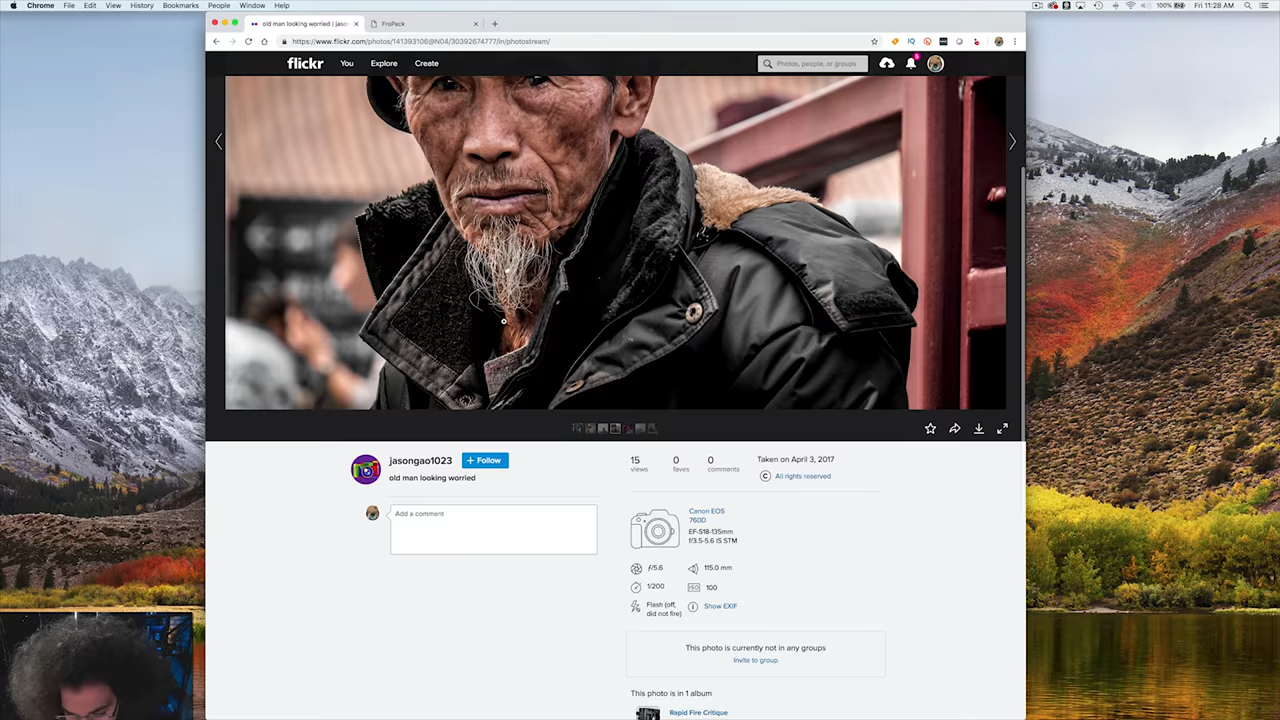 Chrome File Edit View History Bookmarks People Window Help
100% Fri 11:28 AM
old man looking worried | jason
FroPack
https://www.flickr.com/photos/141393106@N04/30392674777/in/photostream/
flickr You Explore Create
Photos, people, or groups
jasongao1023
+ Follow
old man looking worried
Add a comment
15
views
0
faves
0
comments
Taken on April 3, 2017
All rights reserved
Canon EOS
760D
EF-S18-135mm
f/3.5-5.6 IS STM
ƒ/5.6
115.0 mm
1/200
ISO
100
Flash (off,
did not fire)
Show EXIF
This photo is currently not in any groups
Invite to group
This photo is in 1 album
Rapid Fire Critique